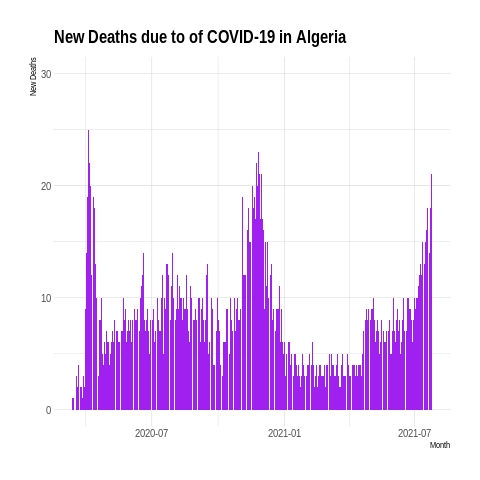 New Deaths due to of COVID-19 in Algeria
New Deaths
30
20
10
0
2020-07
2021-01
2021-07
Month